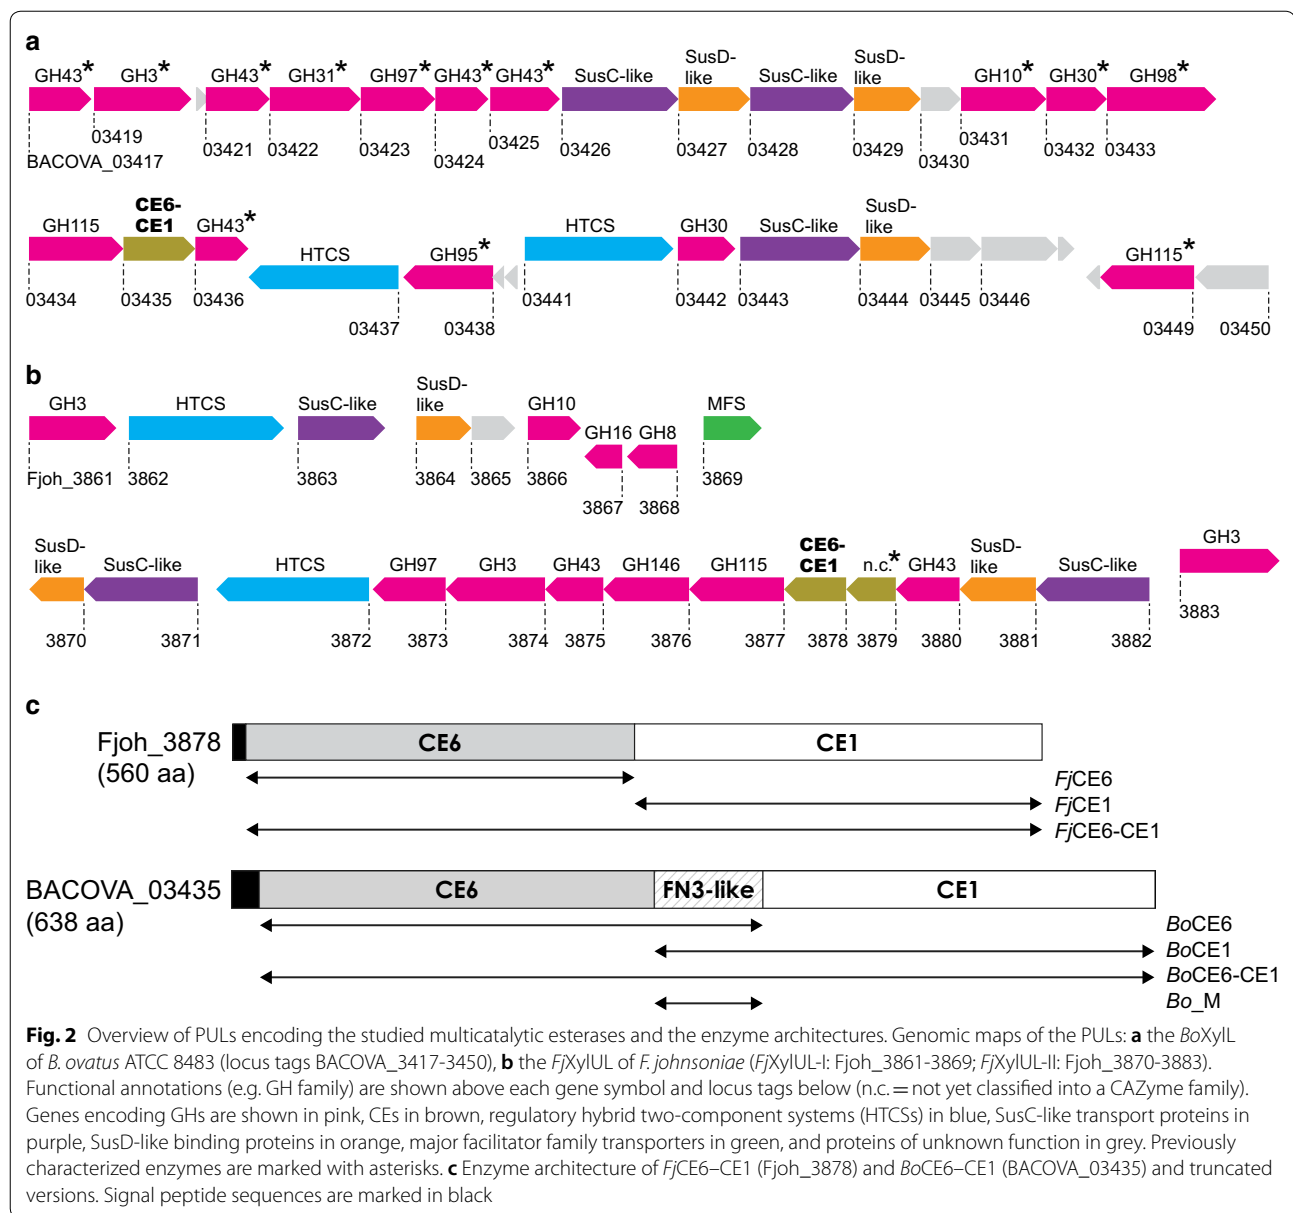 a
GH43* GH3* GH43* GH31* GH97* GH43* GH43* SusC-like SusD-like SusC-like SusD-like GH10* GH30* GH98*
BACOVA_03417 03419 03421 03422 03423 03424 03425 03426 03427 03428 03429 03430 03431 03432 03433
GH115 CE6-CE1 GH43* HTCS GH95* HTCS GH30 SusC-like SusD-like GH115*
03434 03435 03436 03437 03438 03441 03442 03443 03444 03445 03446 03449 03450
b
GH3 HTCS SusC-like SusD-like GH10 GH16 GH8 MFS
Fjoh_3861 3862 3863 3864 3865 3866 3867 3868 3869
SusD-like SusC-like HTCS GH97 GH3 GH43 GH146 GH115 CE6-CE1 n.c.* GH43 SusD-like SusC-like GH3
3870 3871 3872 3873 3874 3875 3876 3877 3878 3879 3880 3881 3882 3883
c
Fjoh_3878
(560 aa)
CE6 CE1
FjCE6
FjCE1
FjCE6-CE1
BACOVA_03435
(638 aa)
CE6 FN3-like CE1
BoCE6
BoCE1
BoCE6-CE1
Bo_M
Fig. 2 Overview of PULs encoding the studied multicatalytic esterases and the enzyme architectures. Genomic maps of the PULs: a the BoXylL
of B. ovatus ATCC 8483 (locus tags BACOVA_3417-3450), b the FjXylUL of F. johnsoniae (FjXylUL-I: Fjoh_3861-3869; FjXylUL-II: Fjoh_3870-3883).
Functional annotations (e.g. GH family) are shown above each gene symbol and locus tags below (n.c. = not yet classified into a CAZyme family).
Genes encoding GHs are shown in pink, CEs in brown, regulatory hybrid two-component systems (HTCSs) in blue, SusC-like transport proteins in
purple, SusD-like binding proteins in orange, major facilitator family transporters in green, and proteins of unknown function in grey. Previously
characterized enzymes are marked with asterisks. c Enzyme architecture of FjCE6–CE1 (Fjoh_3878) and BoCE6–CE1 (BACOVA_03435) and truncated
versions. Signal peptide sequences are marked in black